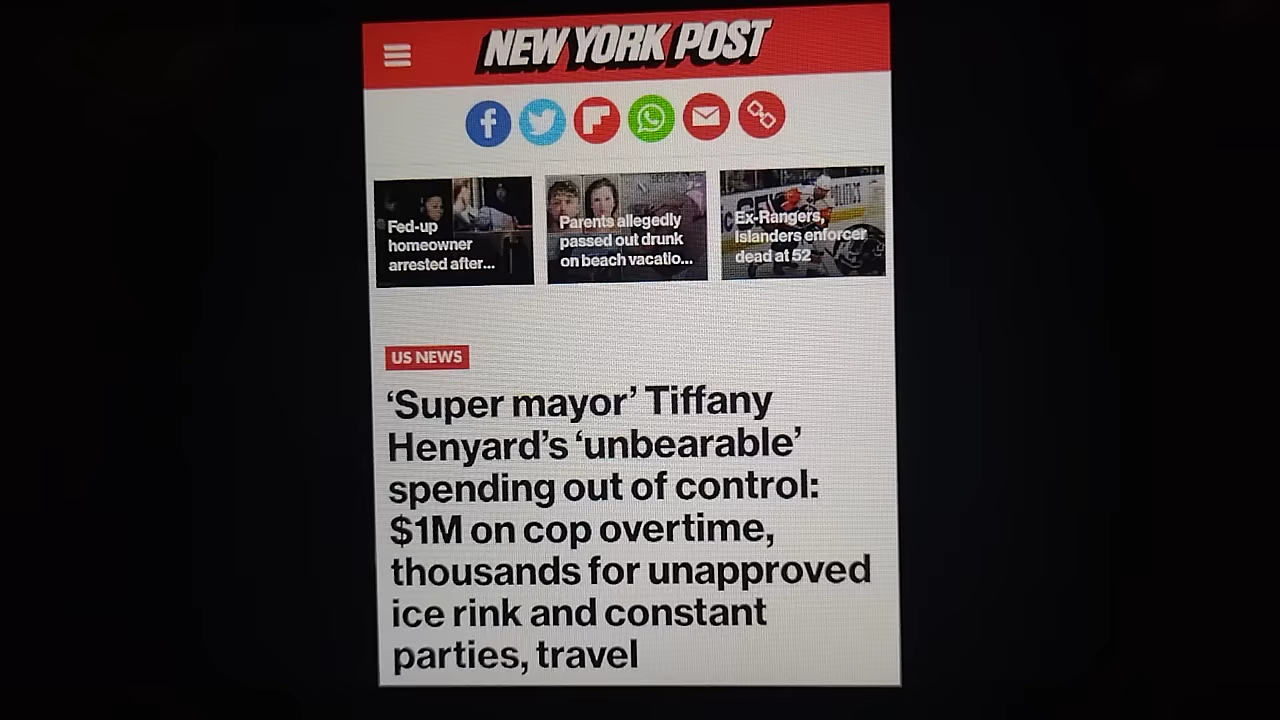 NEW YORK POST
Fed-up
homeowner
arrested after...
Parents allegedly
passed out drunk
on beach vacatio...
Ex-Rangers,
Islanders enforcer
dead at 52
US NEWS
‘Super mayor’ Tiffany
Henyard’s ‘unbearable’
spending out of control:
$1M on cop overtime,
thousands for unapproved
ice rink and constant
parties, travel